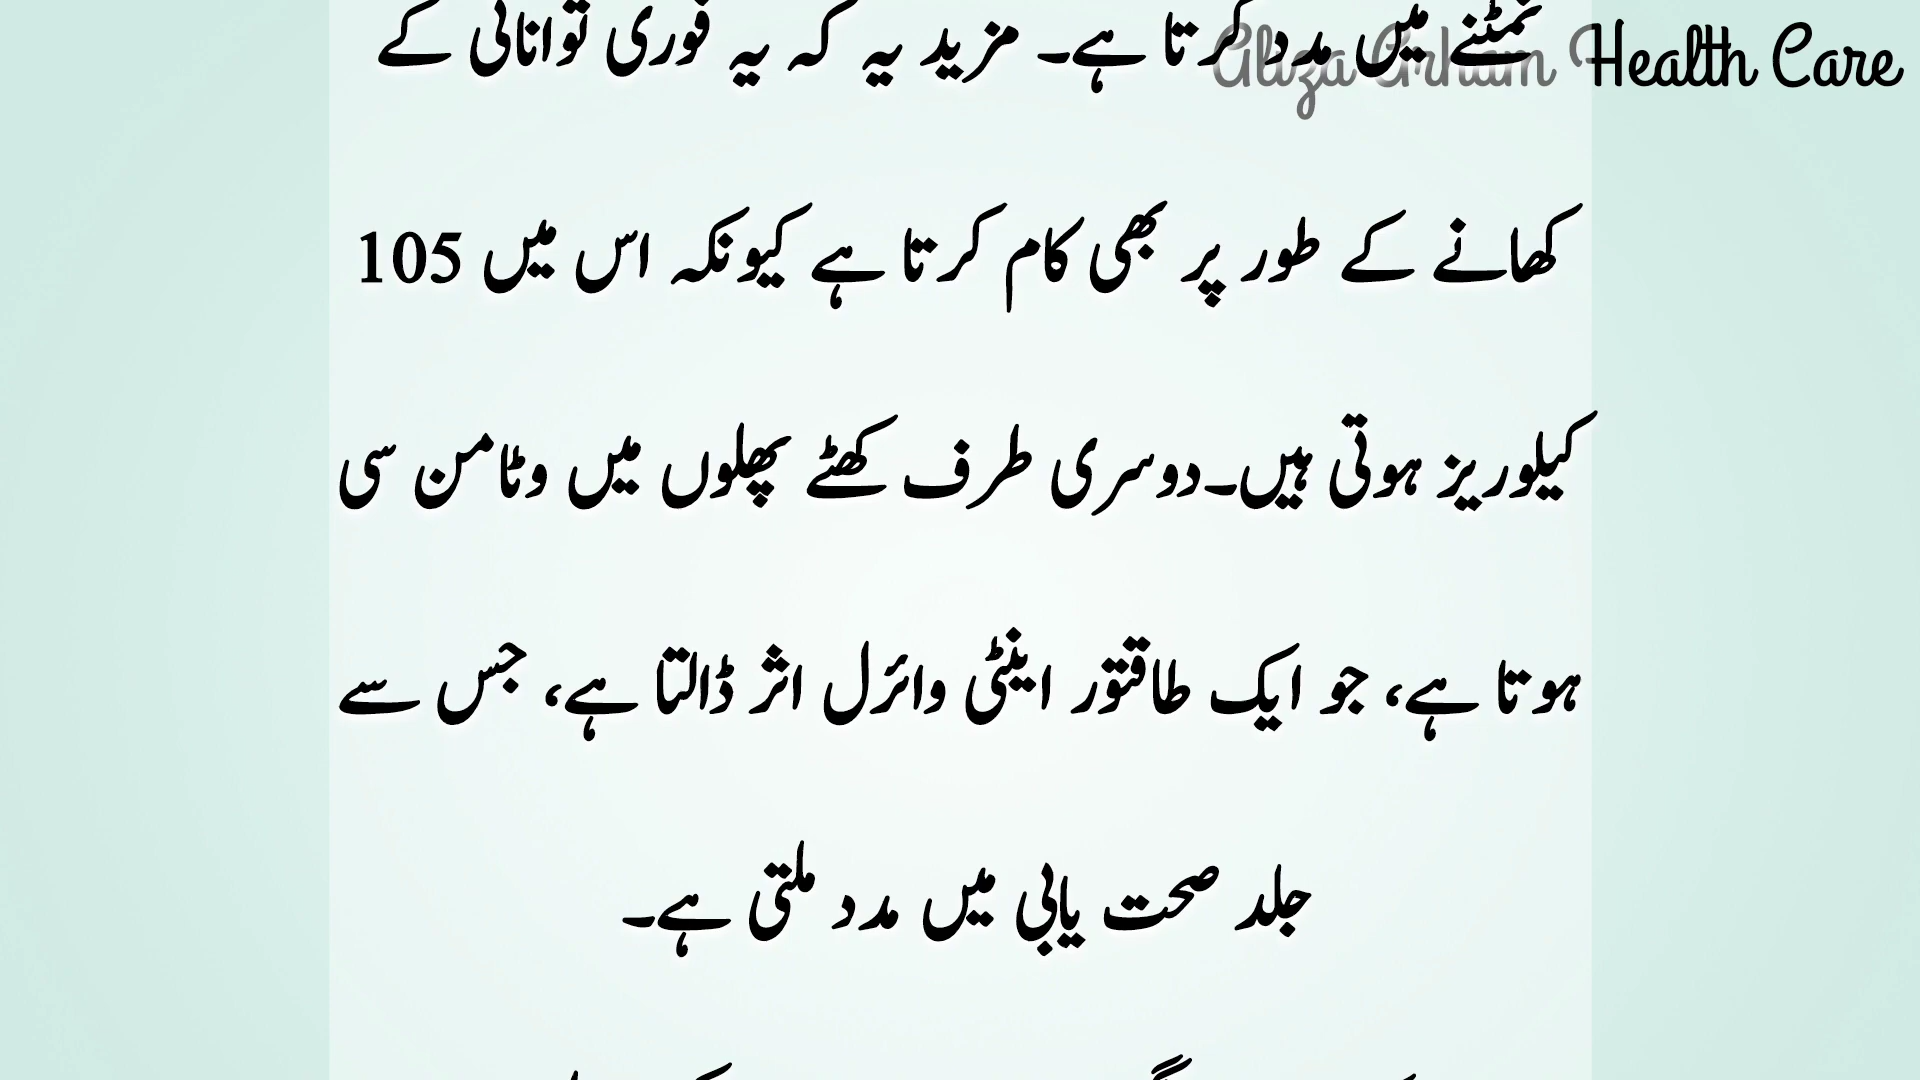 نمٹنے میں مدد کرتا ہے۔ مزید یہ کہ یہ فوری توانائی کے
Aliza Arham Health Care
کھانے کے طور پر بھی کام کرتا ہے کیونکہ اس میں 105
کیلوریز ہوتی ہیں۔دوسری طرف کھٹے پھلوں میں وٹامن سی
ہوتا ہے، جو ایک طاقتور اینٹی وائرل اثر ڈالتا ہے، جس سے
جلد صحت یابی میں مدد ملتی ہے۔